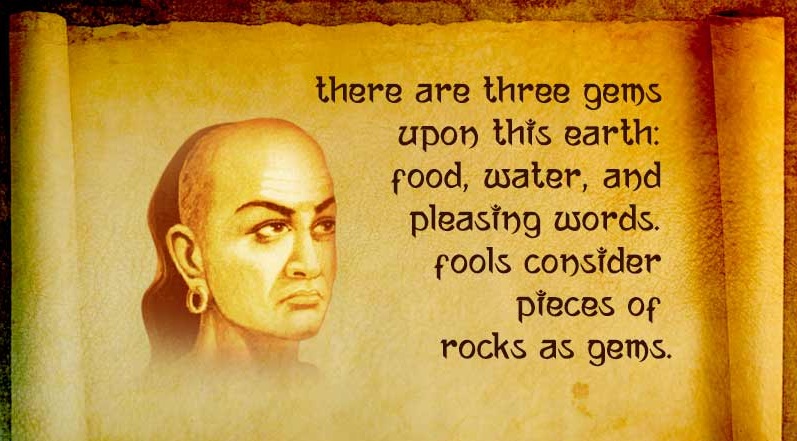 there are three gems
upon this earth:
food, water, and
pleasing words.
fools consider
pieces of
rocks as gems.